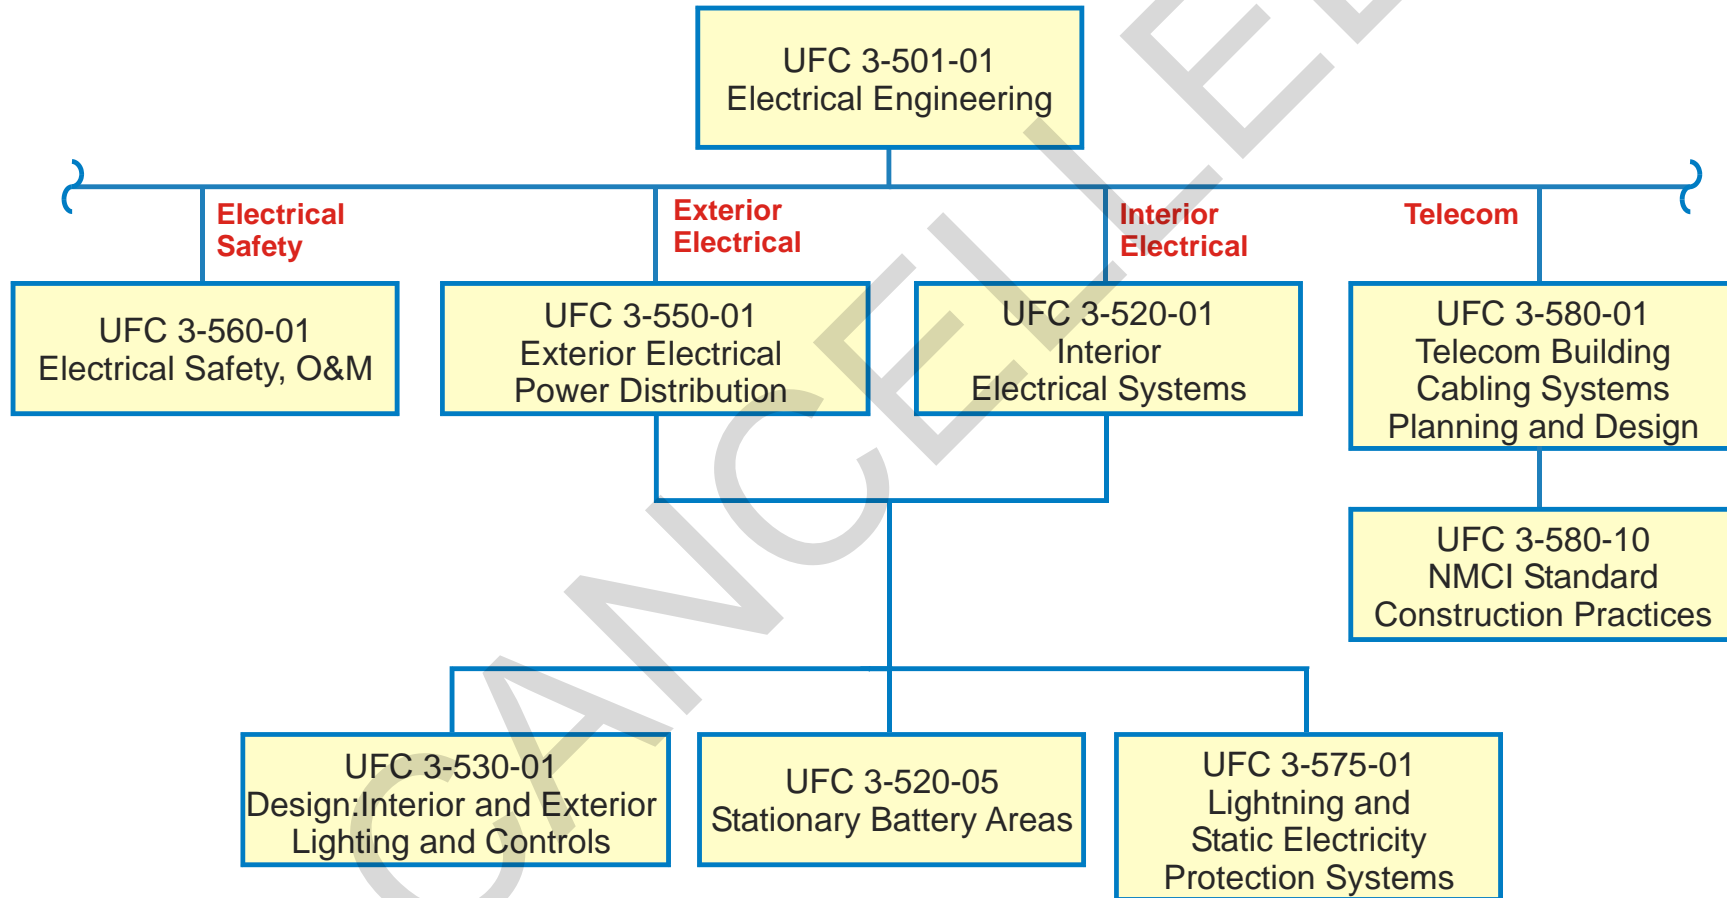 UFC 3-501-01
Electrical Engineering
Electrical
Safety
Exterior
Electrical
Interior
Electrical
Telecom
UFC 3-560-01
Electrical Safety, O&M
UFC 3-550-01
Exterior Electrical
Power Distribution
UFC 3-520-01
Interior
Electrical Systems
UFC 3-580-01
Telecom Building
Cabling Systems
Planning and Design
UFC 3-580-10
NMCI Standard
Construction Practices
UFC 3-530-01
Design:Interior and Exterior
Lighting and Controls
UFC 3-520-05
Stationary Battery Areas
UFC 3-575-01
Lightning and
Static Electricity
Protection Systems
CANCELLE